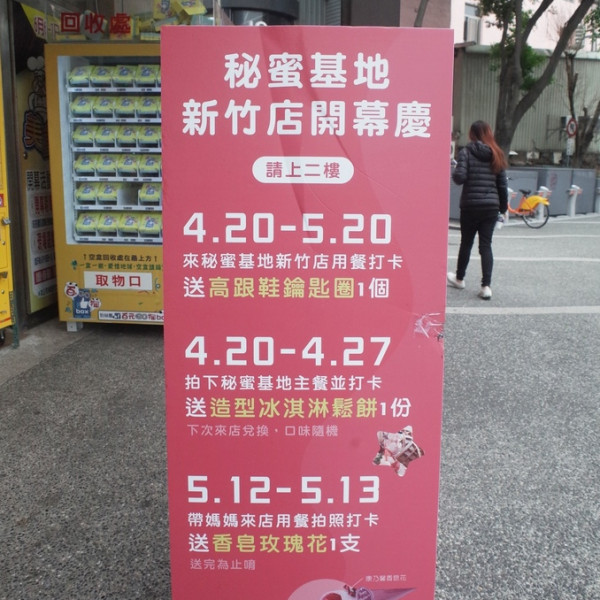 回收處
秘蜜基地
新竹店開幕慶
請上二樓
4.20-5.20
來秘蜜基地新竹店用餐打卡
送高跟鞋鑰匙圈1個
4.20-4.27
拍下秘蜜基地主餐並打卡
送造型冰淇淋鬆餅1份
下次來店兌換，口味隨機
5.12-5.13
帶媽媽來店用餐拍照打卡
送香皂玫瑰花1支
送完為止唷
取物口